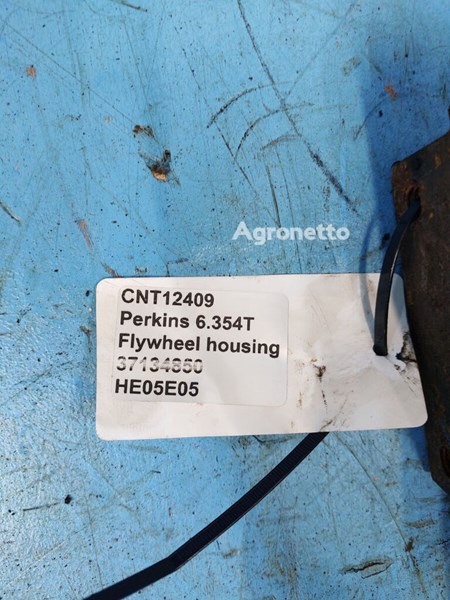 Agronetto
CNT12409
Perkins 6.354T
Flywheel housing
37134850
HE05E05